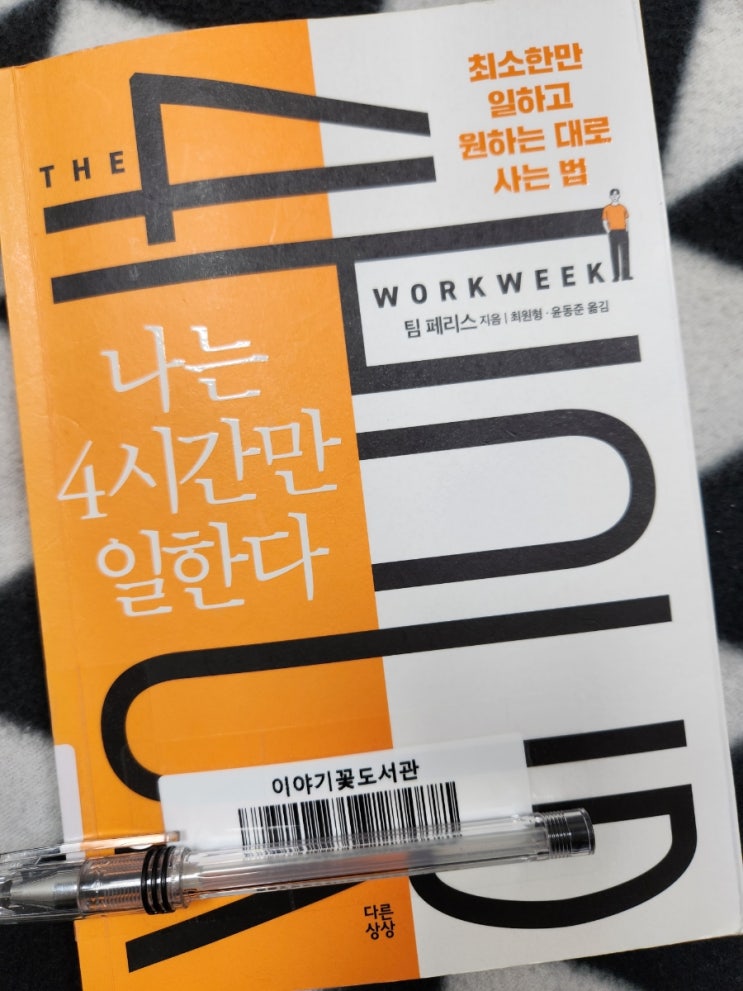 최소한만
일하고
원하는 대로
사는 법
THE
4 HOUR
WORKWEEK
팀 페리스 지음 | 최원형 · 윤동준 옮김
나는
4시간만
일한다
이야기꽃도서관
다른
상상